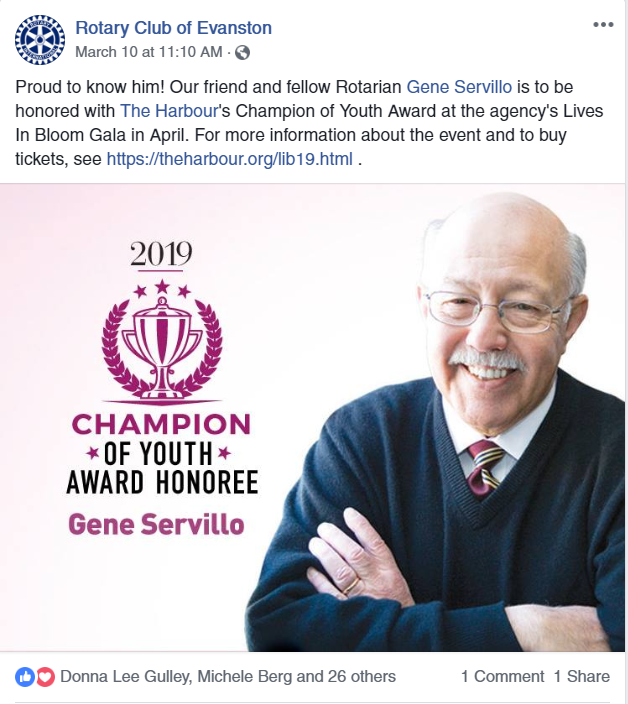 Rotary Club of Evanston
March 10 at 11:10 AM ·
Proud to know him! Our friend and fellow Rotarian Gene Servillo is to be
honored with The Harbour's Champion of Youth Award at the agency's Lives
In Bloom Gala in April. For more information about the event and to buy
tickets, see https://theharbour.org/lib19.html .
2019
CHAMPION
OF YOUTH
AWARD HONOREE
Gene Servillo
Donna Lee Gulley, Michele Berg and 26 others 1 Comment 1 Share